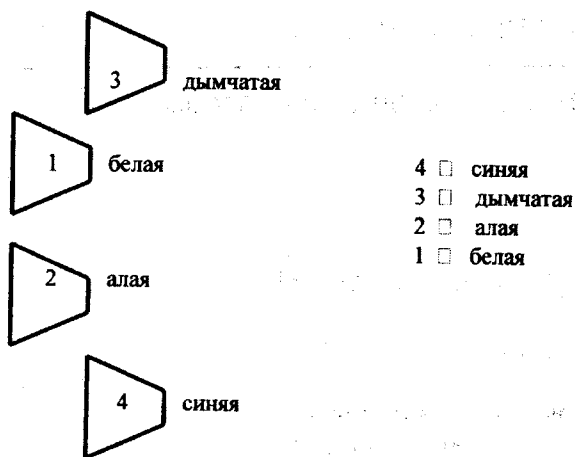 3 дымчатая
1 белая
2 алая
4 синяя
4 □ синяя
3 □ дымчатая
2 □ алая
1 □ белая